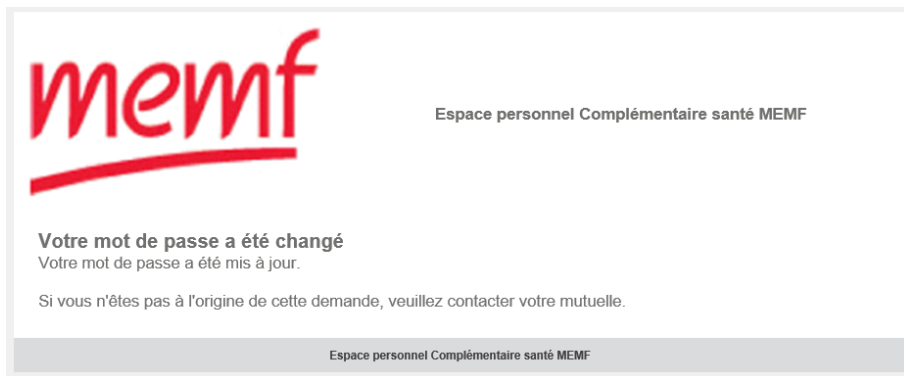 memf
Espace personnel Complémentaire santé MEMF
Votre mot de passe a été changé
Votre mot de passe a été mis à jour.
Si vous n'êtes pas à l'origine de cette demande, veuillez contacter votre mutuelle.
Espace personnel Complémentaire santé MEMF